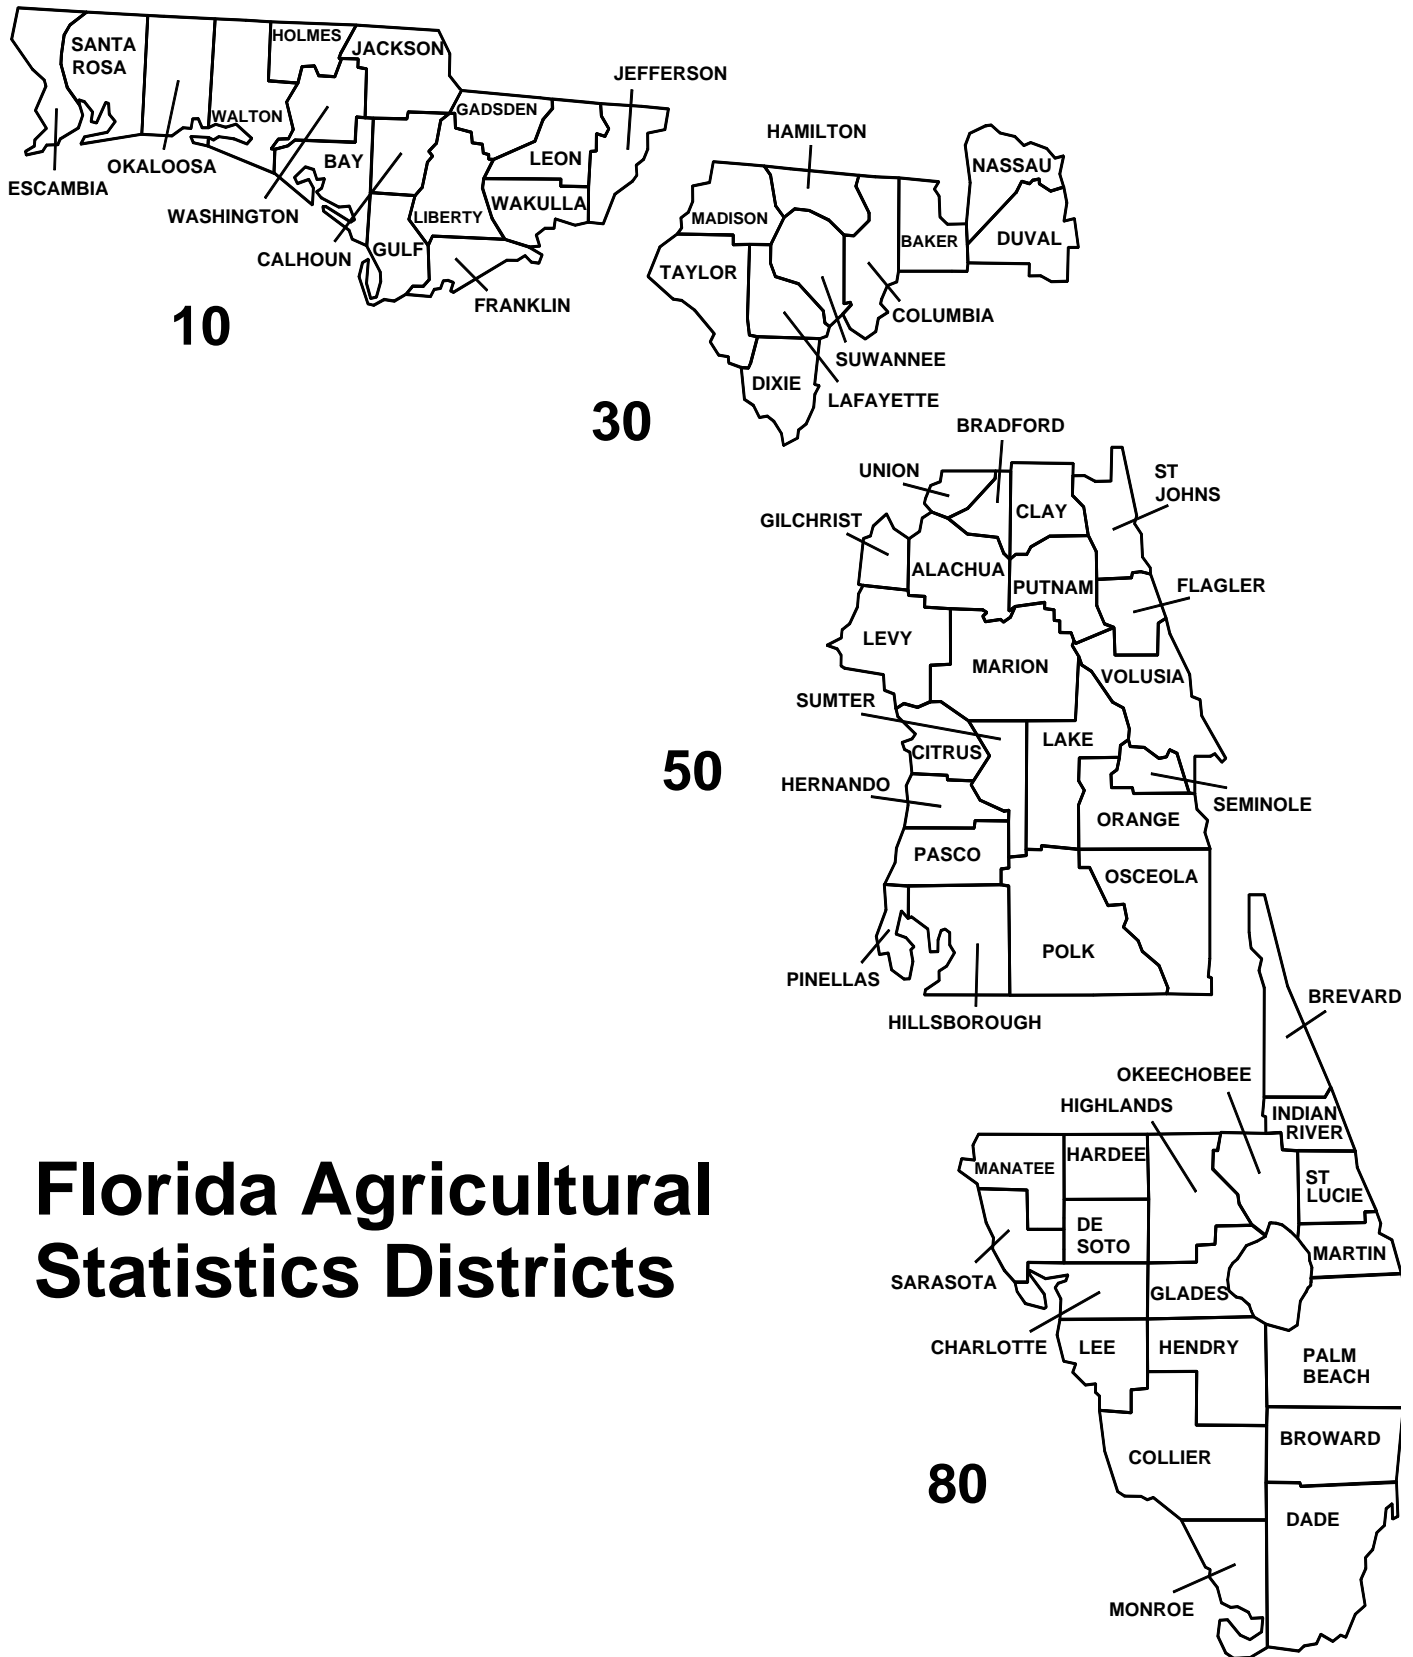 HOLMES
SANTA
ROSA
JACKSON
JEFFERSON
GADSDEN
WALTON
HAMILTON
OKALOOSA
BAY
LEON
NASSAU
ESCAMBIA
WAKULLA
WASHINGTON
LIBERTY
MADISON
GULF
CALHOUN
BAKER
DUVAL
TAYLOR
FRANKLIN
10
COLUMBIA
SUWANNEE
DIXIE
LAFAYETTE
30
BRADFORD
UNION
ST
JOHNS
CLAY
GILCHRIST
ALACHUA
PUTNAM
FLAGLER
LEVY
MARION
VOLUSIA
SUMTER
LAKE
CITRUS
50
HERNANDO
SEMINOLE
ORANGE
PASCO
OSCEOLA
POLK
PINELLAS
HILLSBOROUGH
BREVARD
OKEECHOBEE
HIGHLANDS
INDIAN
RIVER
HARDEE
MANATEE
ST
LUCIE
Florida Agricultural
Statistics Districts
DE
SOTO
MARTIN
SARASOTA
GLADES
CHARLOTTE
LEE
HENDRY
PALM
BEACH
BROWARD
COLLIER
80
DADE
MONROE